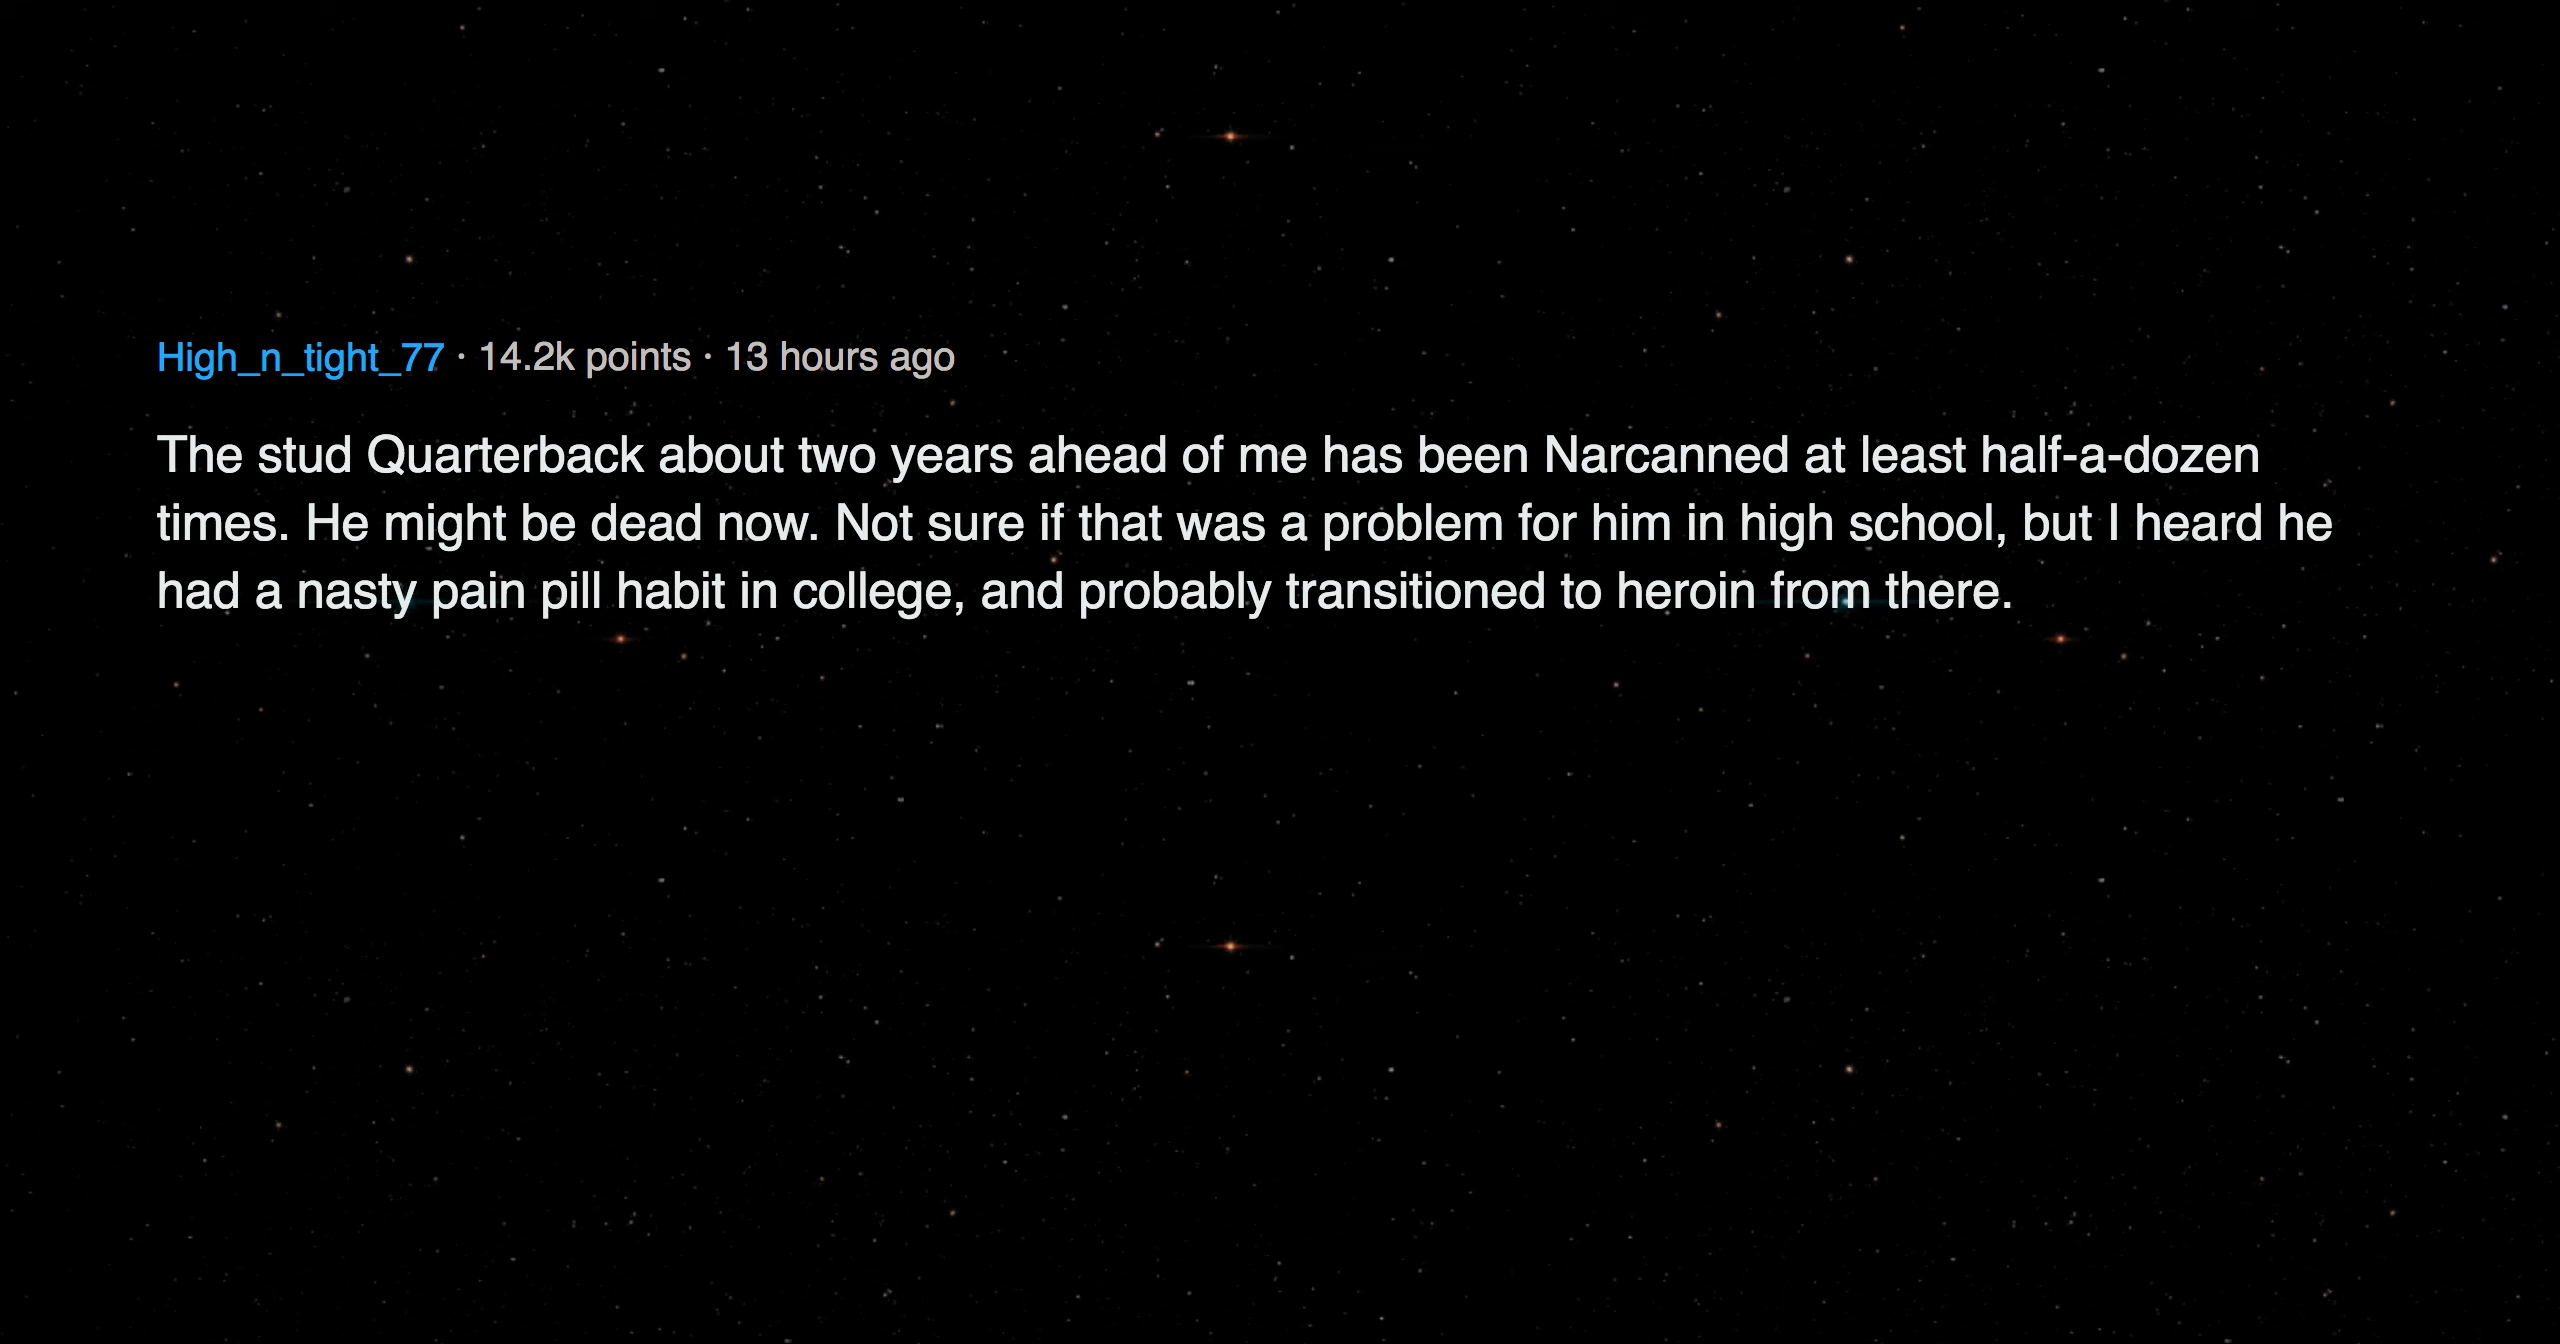 High_n_tight_77 · 14.2k points · 13 hours ago
The stud Quarterback about two years ahead of me has been Narcanned at least half-a-dozen
times. He might be dead now. Not sure if that was a problem for him in high school, but I heard he
had a nasty pain pill habit in college, and probably transitioned to heroin from there.